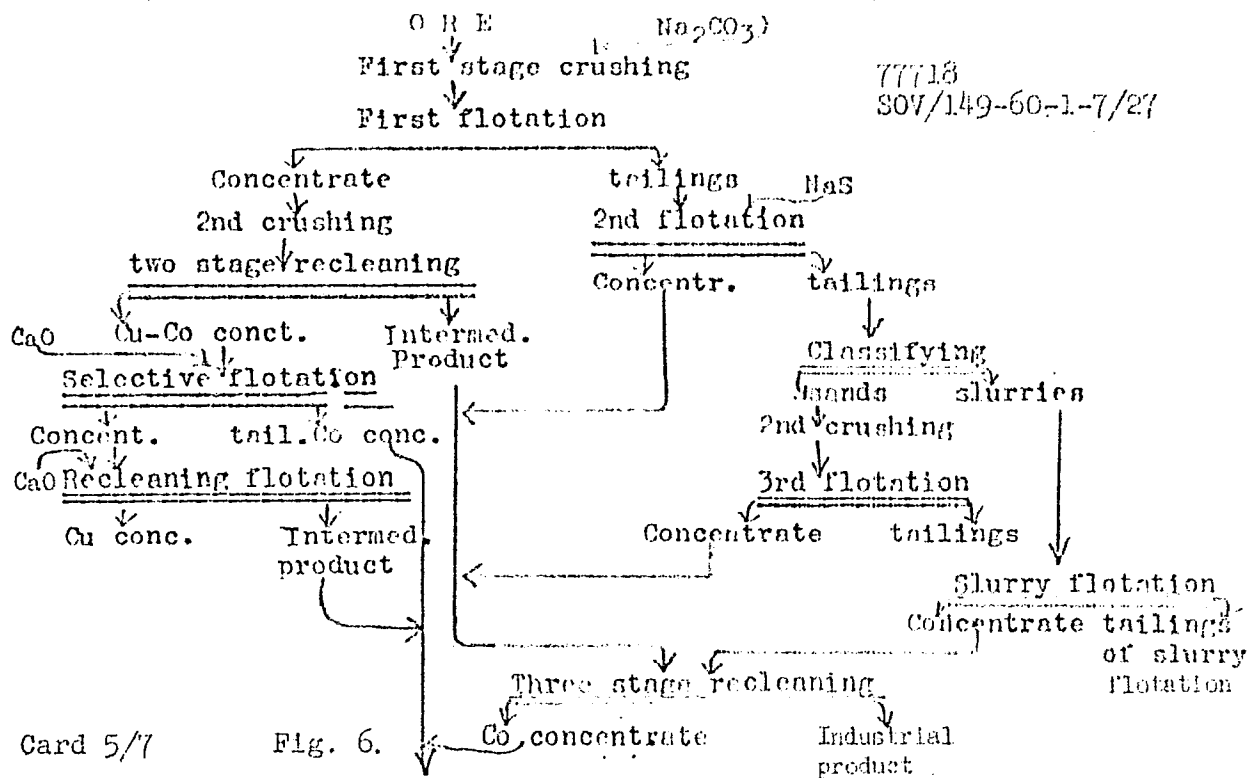 O R E
Na2CO3)
First stage crushing
77718
SOV/149-60-1-7/27
First flotation
Concentrate
tailings
NaS
2nd crushing
2nd flotation
two stage recleaning
Concentr.
tailings
CaO
Cu-Co conct.
Intermed.
Product
Classifying
Selective flotation
sands
slurries
Concent.
tail.
Co conc.
2nd crushing
CaO
Recleaning flotation
3rd flotation
Cu conc.
Intermed.
product
Concentrate
tailings
Slurry flotation
Concentrate
tailings
of slurry
flotation
Three stage recleaning
Card 5/7
Fig. 6.
Co concentrate
Industrial
product